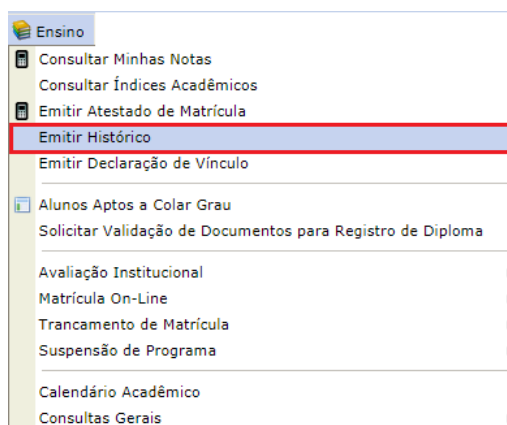 Ensino
Consultar Minhas Notas
Consultar Índices Acadêmicos
Emitir Atestado de Matrícula
Emitir Histórico
Emitir Declaração de Vínculo
Alunos Aptos a Colar Grau
Solicitar Validação de Documentos para Registro de Diploma
Avaliação Institucional
Matrícula On-Line
Trancamento de Matrícula
Suspensão de Programa
Calendário Acadêmico
Consultas Gerais